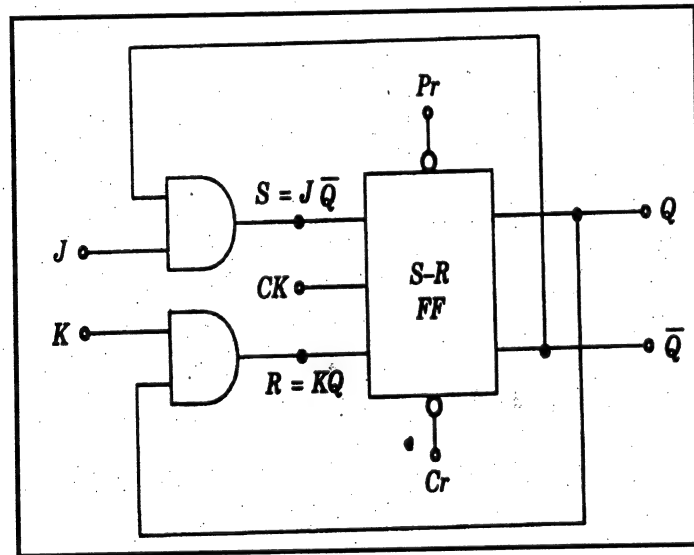 Pr
S = J Q̅
Q
J
CK
S–R
FF
K
Q̅
R = KQ
Cr